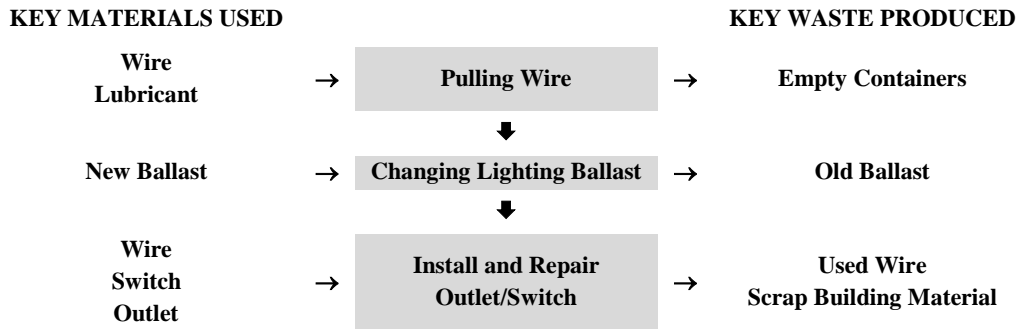 KEY MATERIALS USED
KEY WASTE PRODUCED
Wire
Lubricant
→
Pulling Wire
→
Empty Containers
New Ballast
→
Changing Lighting Ballast
→
Old Ballast
Wire
Switch
Outlet
→
Install and Repair
Outlet/Switch
→
Used Wire
Scrap Building Material